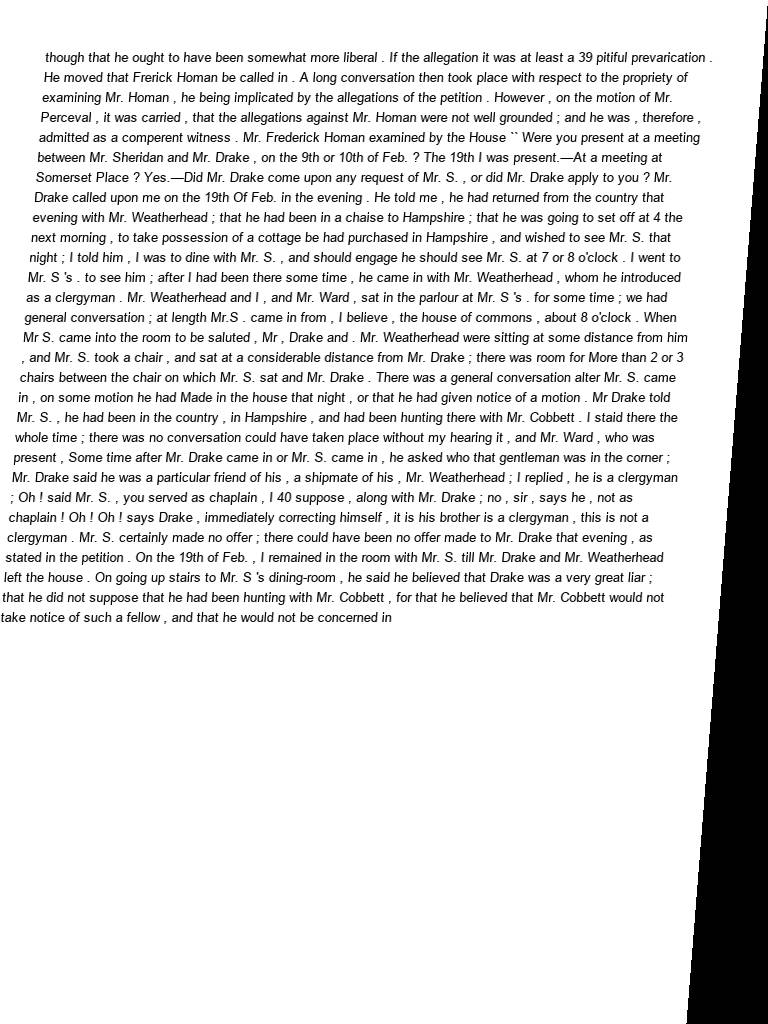 though that he ought to have been somewhat more liberal . If the allegation it was at least a 39 pitiful prevarication .
He moved that Frerick Homan be called in . A long conversation then took place with respect to the propriety of
examining Mr. Homan , he being implicated by the allegations of the petition . However , on the motion of Mr.
Perceval , it was carried , that the allegations against Mr. Homan were not well grounded ; and he was , therefore ,
admitted as a comperent witness . Mr. Frederick Homan examined by the House `` Were you present at a meeting
between Mr. Sheridan and Mr. Drake , on the 9th or 10th of Feb. ? The 19th I was present.—At a meeting at
Somerset Place ? Yes.—Did Mr. Drake come upon any request of Mr. S. , or did Mr. Drake apply to you ? Mr.
Drake called upon me on the 19th Of Feb. in the evening . He told me , he had returned from the country that
evening with Mr. Weatherhead ; that he had been in a chaise to Hampshire ; that he was going to set off at 4 the
next morning , to take possession of a cottage be had purchased in Hampshire , and wished to see Mr. S. that
night ; I told him , I was to dine with Mr. S. , and should engage he should see Mr. S. at 7 or 8 o'clock . I went to
Mr. S 's . to see him ; after I had been there some time , he came in with Mr. Weatherhead , whom he introduced
as a clergyman . Mr. Weatherhead and I , and Mr. Ward , sat in the parlour at Mr. S 's . for some time ; we had
general conversation ; at length Mr.S . came in from , I believe , the house of commons , about 8 o'clock . When
Mr S. came into the room to be saluted , Mr , Drake and . Mr. Weatherhead were sitting at some distance from him
, and Mr. S. took a chair , and sat at a considerable distance from Mr. Drake ; there was room for More than 2 or 3
chairs between the chair on which Mr. S. sat and Mr. Drake . There was a general conversation alter Mr. S. came
in , on some motion he had Made in the house that night , or that he had given notice of a motion . Mr Drake told
Mr. S. , he had been in the country , in Hampshire , and had been hunting there with Mr. Cobbett . I staid there the
whole time ; there was no conversation could have taken place without my hearing it , and Mr. Ward , who was
present , Some time after Mr. Drake came in or Mr. S. came in , he asked who that gentleman was in the corner ;
Mr. Drake said he was a particular friend of his , a shipmate of his , Mr. Weatherhead ; I replied , he is a clergyman
; Oh ! said Mr. S. , you served as chaplain , I 40 suppose , along with Mr. Drake ; no , sir , says he , not as
chaplain ! Oh ! Oh ! says Drake , immediately correcting himself , it is his brother is a clergyman , this is not a
clergyman . Mr. S. certainly made no offer ; there could have been no offer made to Mr. Drake that evening , as
stated in the petition . On the 19th of Feb. , I remained in the room with Mr. S. till Mr. Drake and Mr. Weatherhead
left the house . On going up stairs to Mr. S 's dining-room , he said he believed that Drake was a very great liar ;
that he did not suppose that he had been hunting with Mr. Cobbett , for that he believed that Mr. Cobbett would not
take notice of such a fellow , and that he would not be concerned in